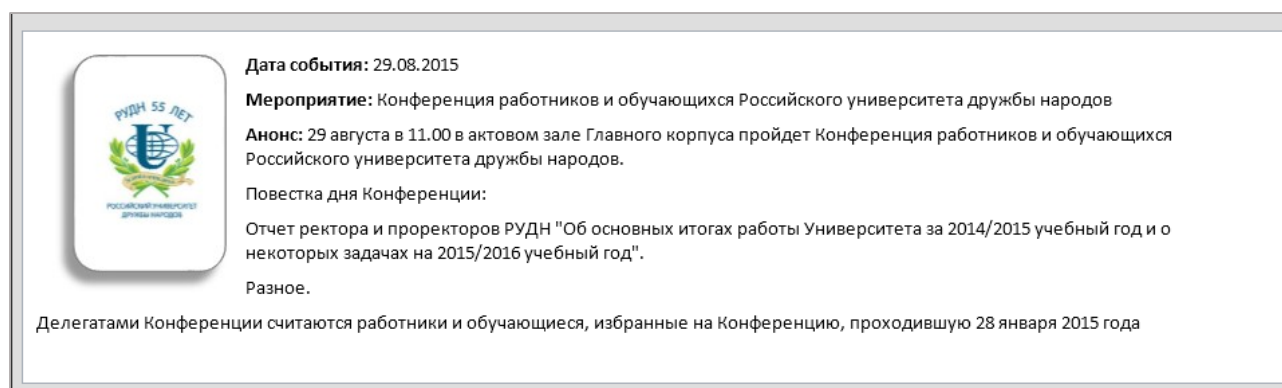 РУДН 55 ЛЕТ
РОССИЙСКИЙ УНИВЕРСИТЕТ
ДРУЖБЫ НАРОДОВ
Дата события: 29.08.2015
Мероприятие: Конференция работников и обучающихся Российского университета дружбы народов
Анонс: 29 августа в 11.00 в актовом зале Главного корпуса пройдет Конференция работников и обучающихся
Российского университета дружбы народов.
Повестка дня Конференции:
Отчет ректора и проректоров РУДН "Об основных итогах работы Университета за 2014/2015 учебный год и о
некоторых задачах на 2015/2016 учебный год".
Разное.
Делегатами Конференции считаются работники и обучающиеся, избранные на Конференцию, проходившую 28 января 2015 года